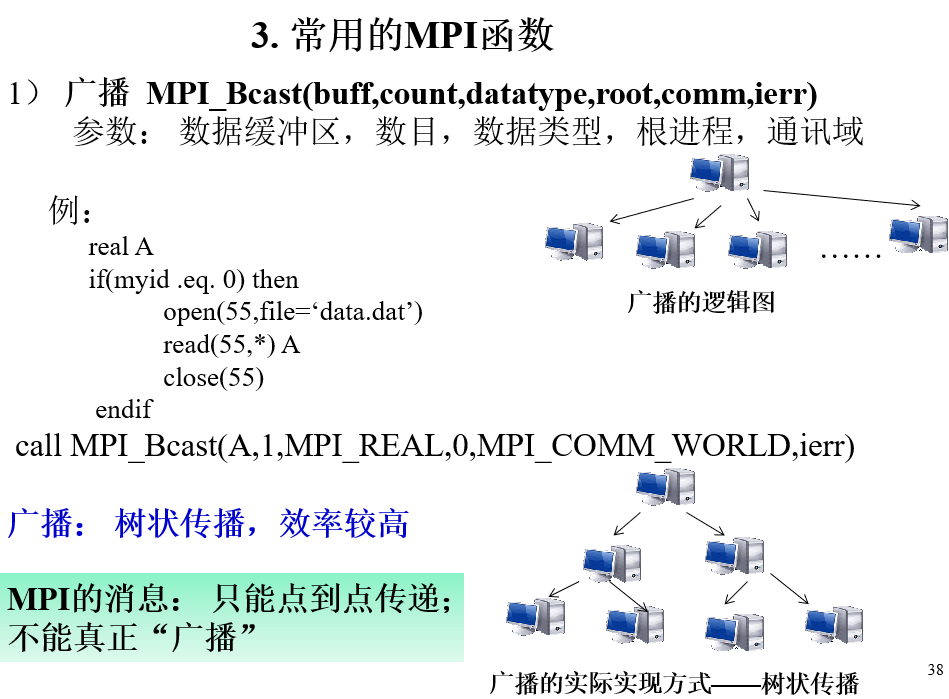 3. 常用的MPI函数
1） 广播 MPI_Bcast(buff,count,datatype,root,comm,ierr)
参数： 数据缓冲区，数目，数据类型，根进程，通讯域
例：
real A
if(myid .eq. 0) then
open(55,file=‘data.dat’)
read(55,*) A
close(55)
endif
call MPI_Bcast(A,1,MPI_REAL,0,MPI_COMM_WORLD,ierr)
……
广播的逻辑图
广播： 树状传播，效率较高
MPI的消息： 只能点到点传递；
不能真正“广播”
广播的实际实现方式——树状传播
38